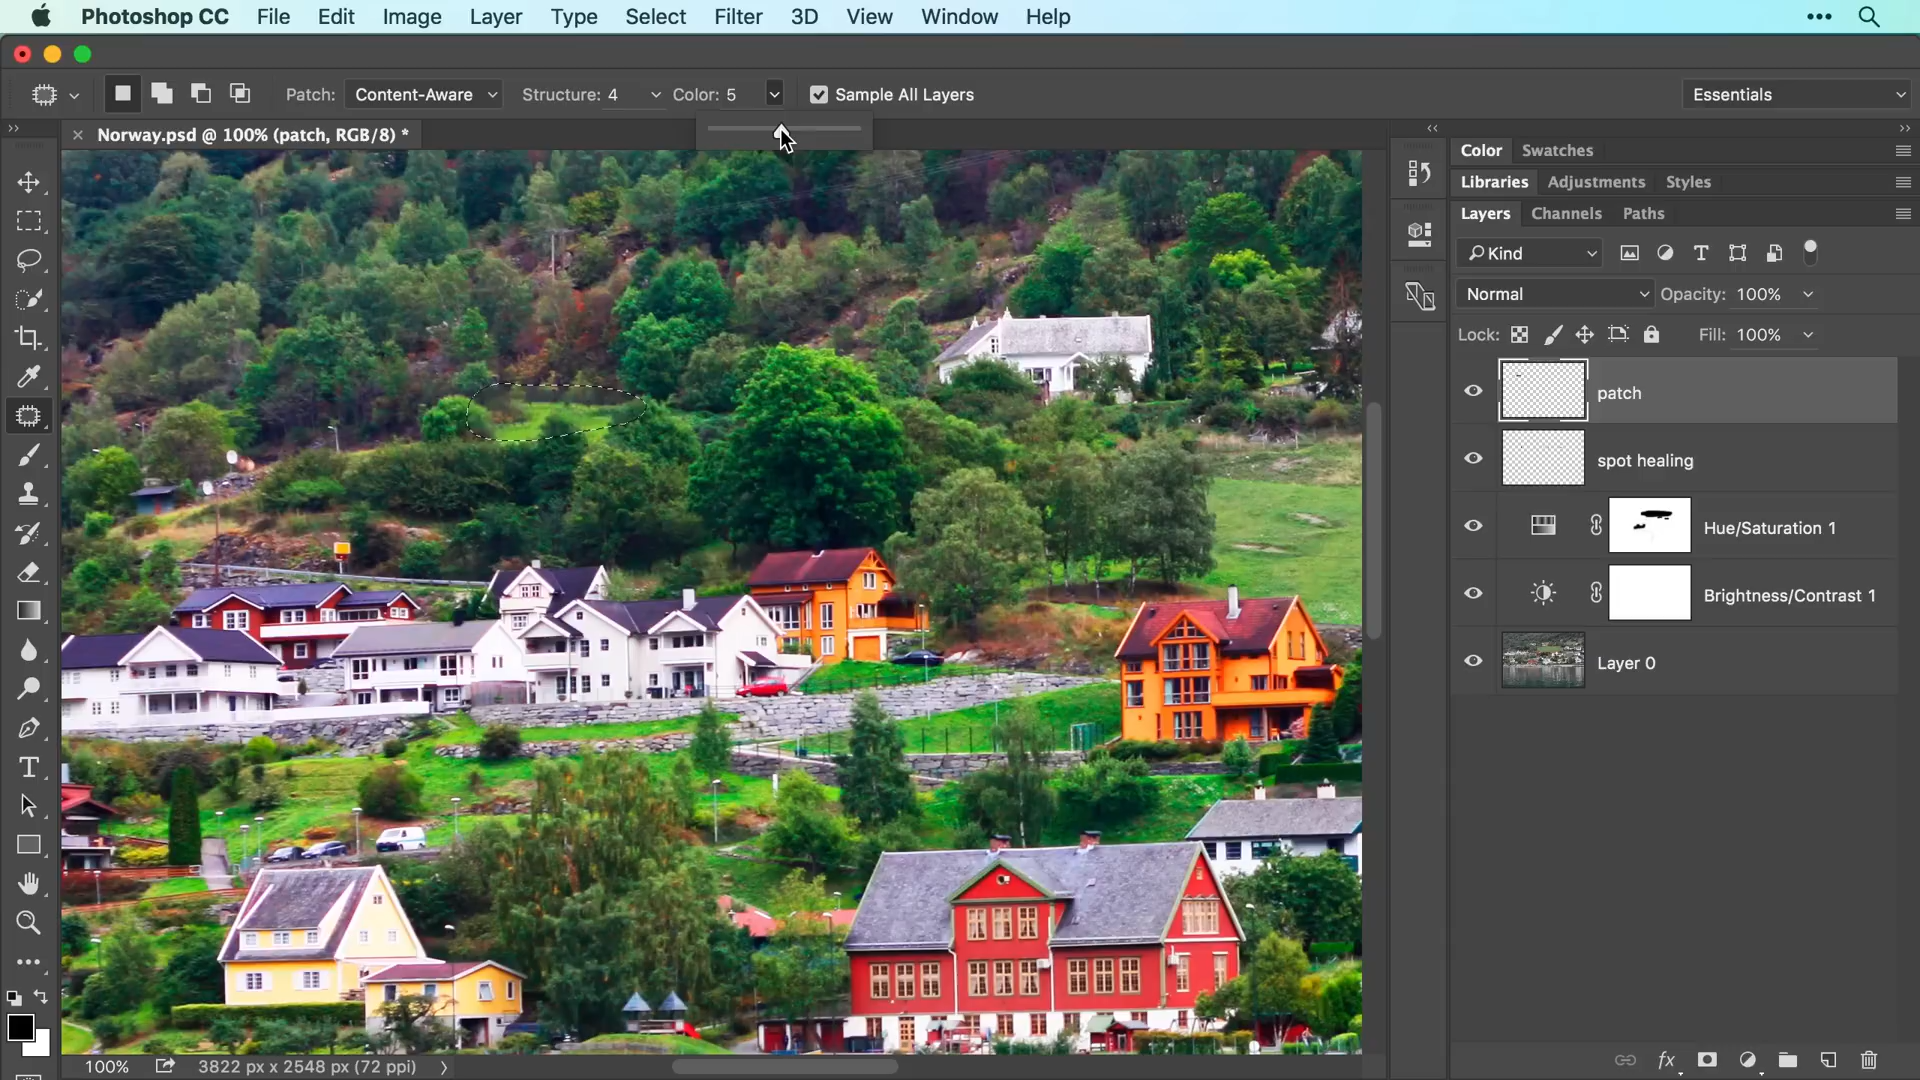 Photoshop CC File Edit Image Layer Type Select Filter 3D View Window Help
Patch: Content-Aware Structure: 4 Color: 5 Sample All Layers Essentials
Norway.psd @ 100% (patch, RGB/8) *
Color Swatches
Libraries Adjustments Styles
Layers Channels Paths
Kind
Normal Opacity: 100%
Lock: Fill: 100%
patch
spot healing
Hue/Saturation 1
Brightness/Contrast 1
Layer 0
100% 3822 px x 2548 px (72 ppi)